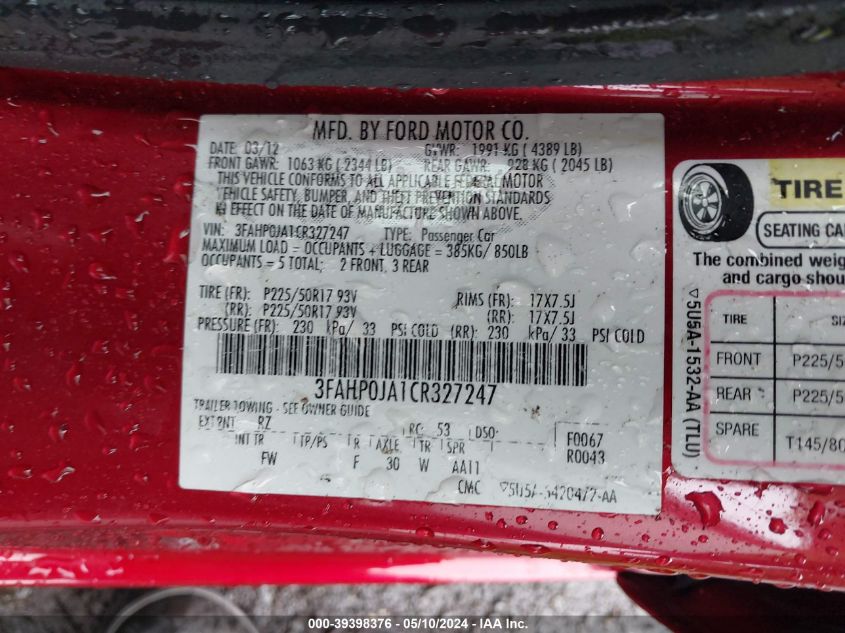 MFD. BY FORD MOTOR CO.
DATE: 03/12 GVWR: 1991 KG ( 4389 LB)
FRONT GAWR: 1063 KG ( 2344 LB) REAR GAWR: 928 KG ( 2045 LB)
THIS VEHICLE CONFORMS TO ALL APPLICABLE FEDERAL MOTOR
VEHICLE SAFETY, BUMPER, AND THEFT PREVENTION STANDARDS
IN EFFECT ON THE DATE OF MANUFACTURE SHOWN ABOVE.
VIN: 3FAHP0JA1CR327247 TYPE: Passenger Car
MAXIMUM LOAD = OCCUPANTS + LUGGAGE = 385KG/ 850LB
OCCUPANTS = 5 TOTAL; 2 FRONT, 3 REAR
TIRE (FR): P225/50R17 93V RIMS (FR): 17X7.5J
(RR): P225/50R17 93V (RR): 17X7.5J
PRESSURE (FR): 230 kPa/ 33 PSI COLD (RR): 230 kPa/ 33 PSI COLD
3FAHP0JA1CR327247
TRAILER TOWING - SEE OWNER GUIDE
EXT PNT: RZ RC: 53 DSO: F0067
INT TR TP/PS R AXLE TR SPR R0043
FW F 30 W AA11
CMC ▽5U5A-
TIRE
SEATING CA
The combined weig
and cargo shou
▽5U5A-1532-AA (TLU)
TIRE SI
FRONT P225/5
REAR P225/5
SPARE T145/80
000-39398376 - 05/10/2024 - IAA Inc.